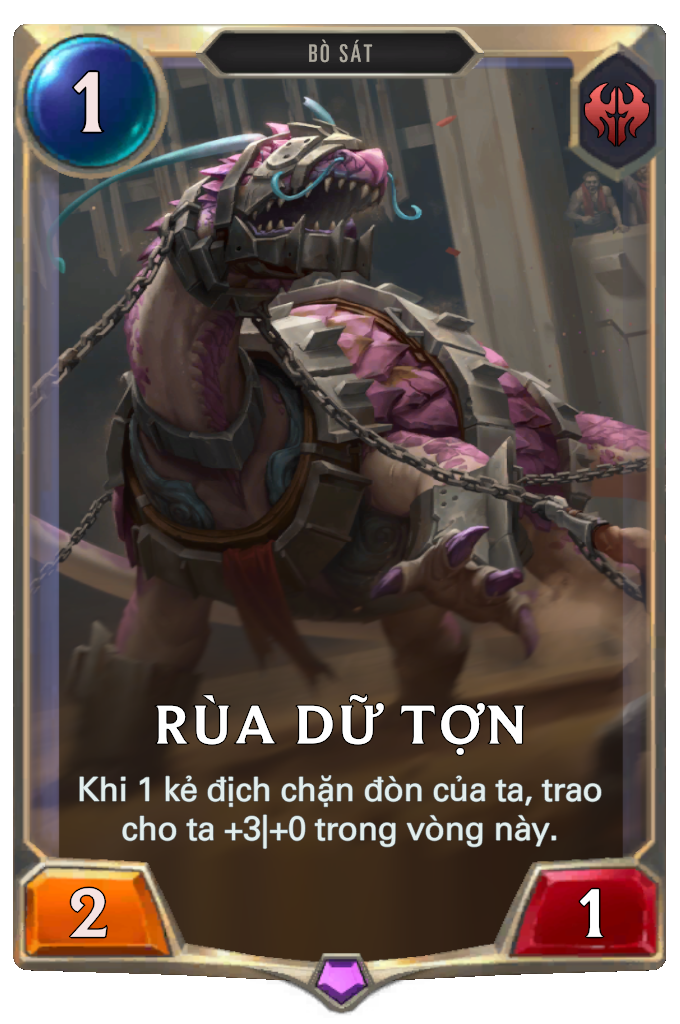 1
BÒ SÁT
RÙA DỮ TỢN
Khi 1 kẻ địch chặn đòn của ta, trao
cho ta +3|+0 trong vòng này.
2
1